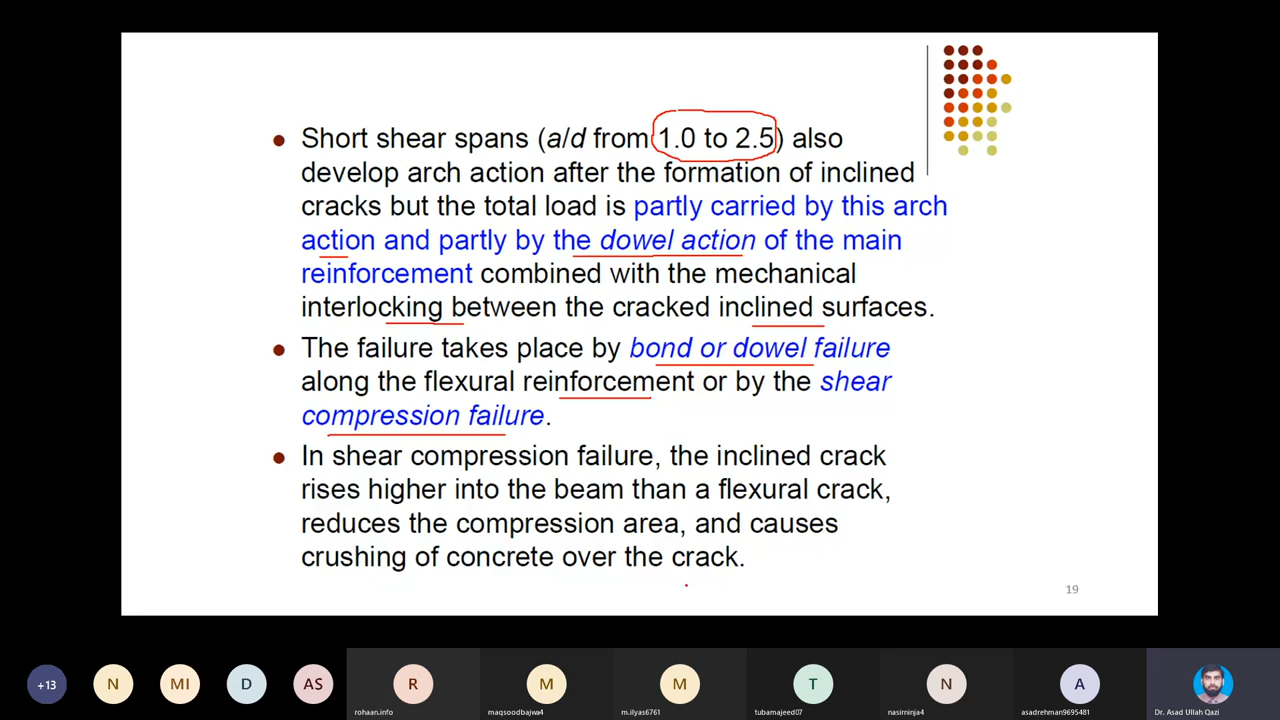 Short shear spans (a/d from 1.0 to 2.5) also
develop arch action after the formation of inclined
cracks but the total load is partly carried by this arch
action and partly by the dowel action of the main
reinforcement combined with the mechanical
interlocking between the cracked inclined surfaces.
The failure takes place by bond or dowel failure
along the flexural reinforcement or by the shear
compression failure.
In shear compression failure, the inclined crack
rises higher into the beam than a flexural crack,
reduces the compression area, and causes
crushing of concrete over the crack.
19
+13 N MI D AS R M M T N A
rohaan.info maqsoodbajwa4 m.ilyas6761 tubamajeed07 nasirninja4 asadrehman9695481 Dr. Asad Ullah Qazi